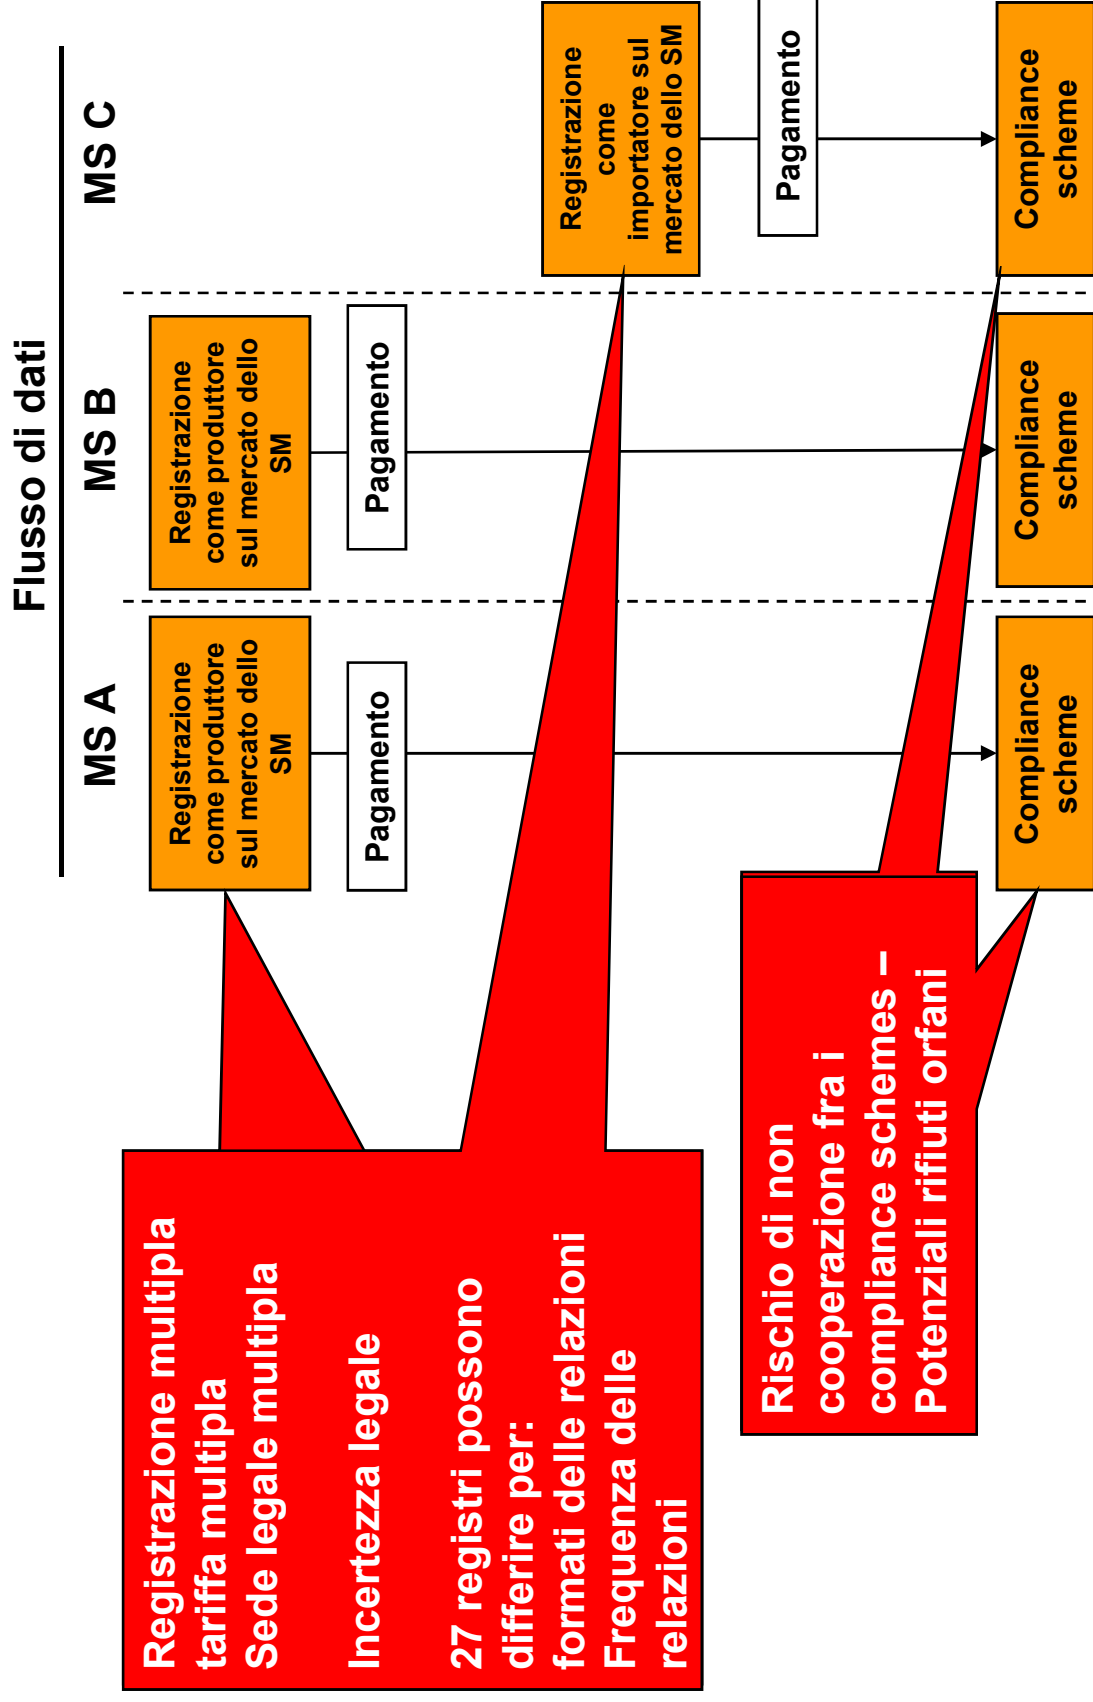 Flusso di dati
MS A
MS B
MS C
Registrazione
come produttore
sul mercato dello
SM
Registrazione
come produttore
sul mercato dello
SM
Pagamento
Pagamento
Registrazione
come
importatore sul
mercato dello SM
Pagamento
Compliance
scheme
Compliance
scheme
Compliance
scheme
Registrazione multipla
tariffa multipla
Sede legale multipla
Incertezza legale
27 registri possono
differire per:
formati delle relazioni
Frequenza delle
relazioni
Rischio di non
cooperazione fra i
compliance schemes –
Potenziali rifiuti orfani